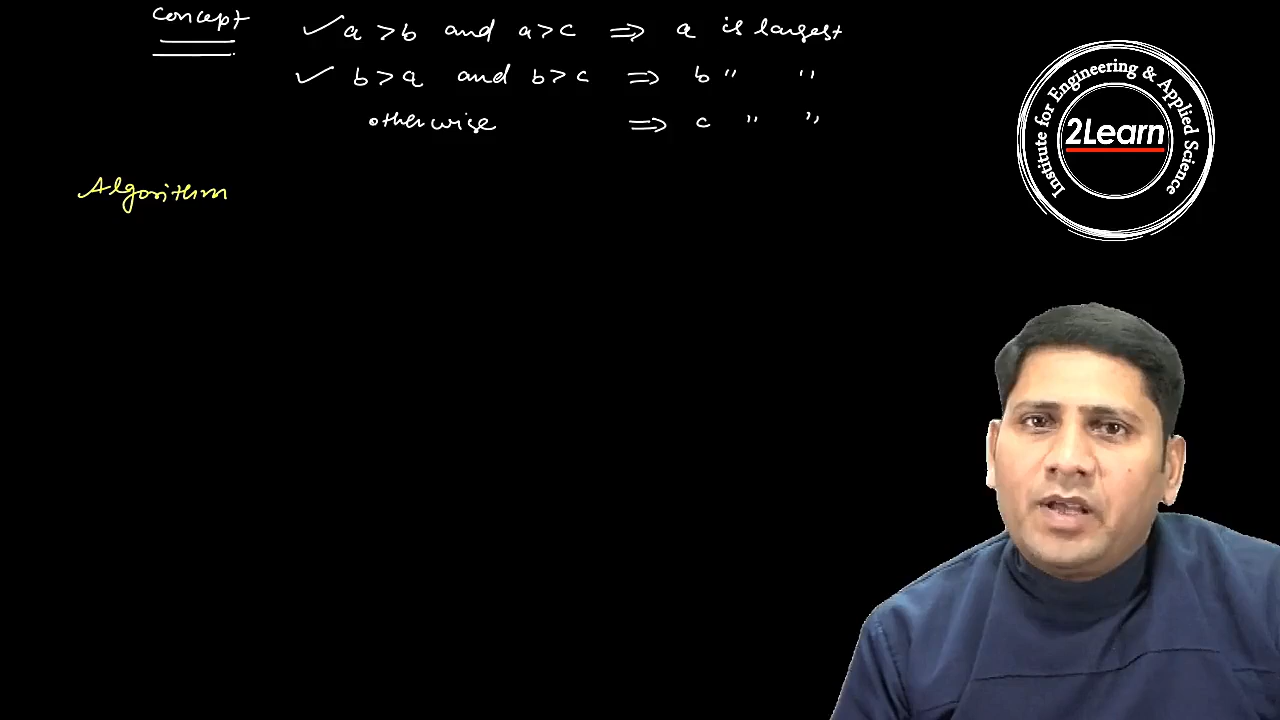 concept
a > b and a > c ⇒ a is largest
b > a and b > c ⇒ b " "
otherwise ⇒ c " "
Algorithm
Institute for Engineering & Applied Science
2Learn